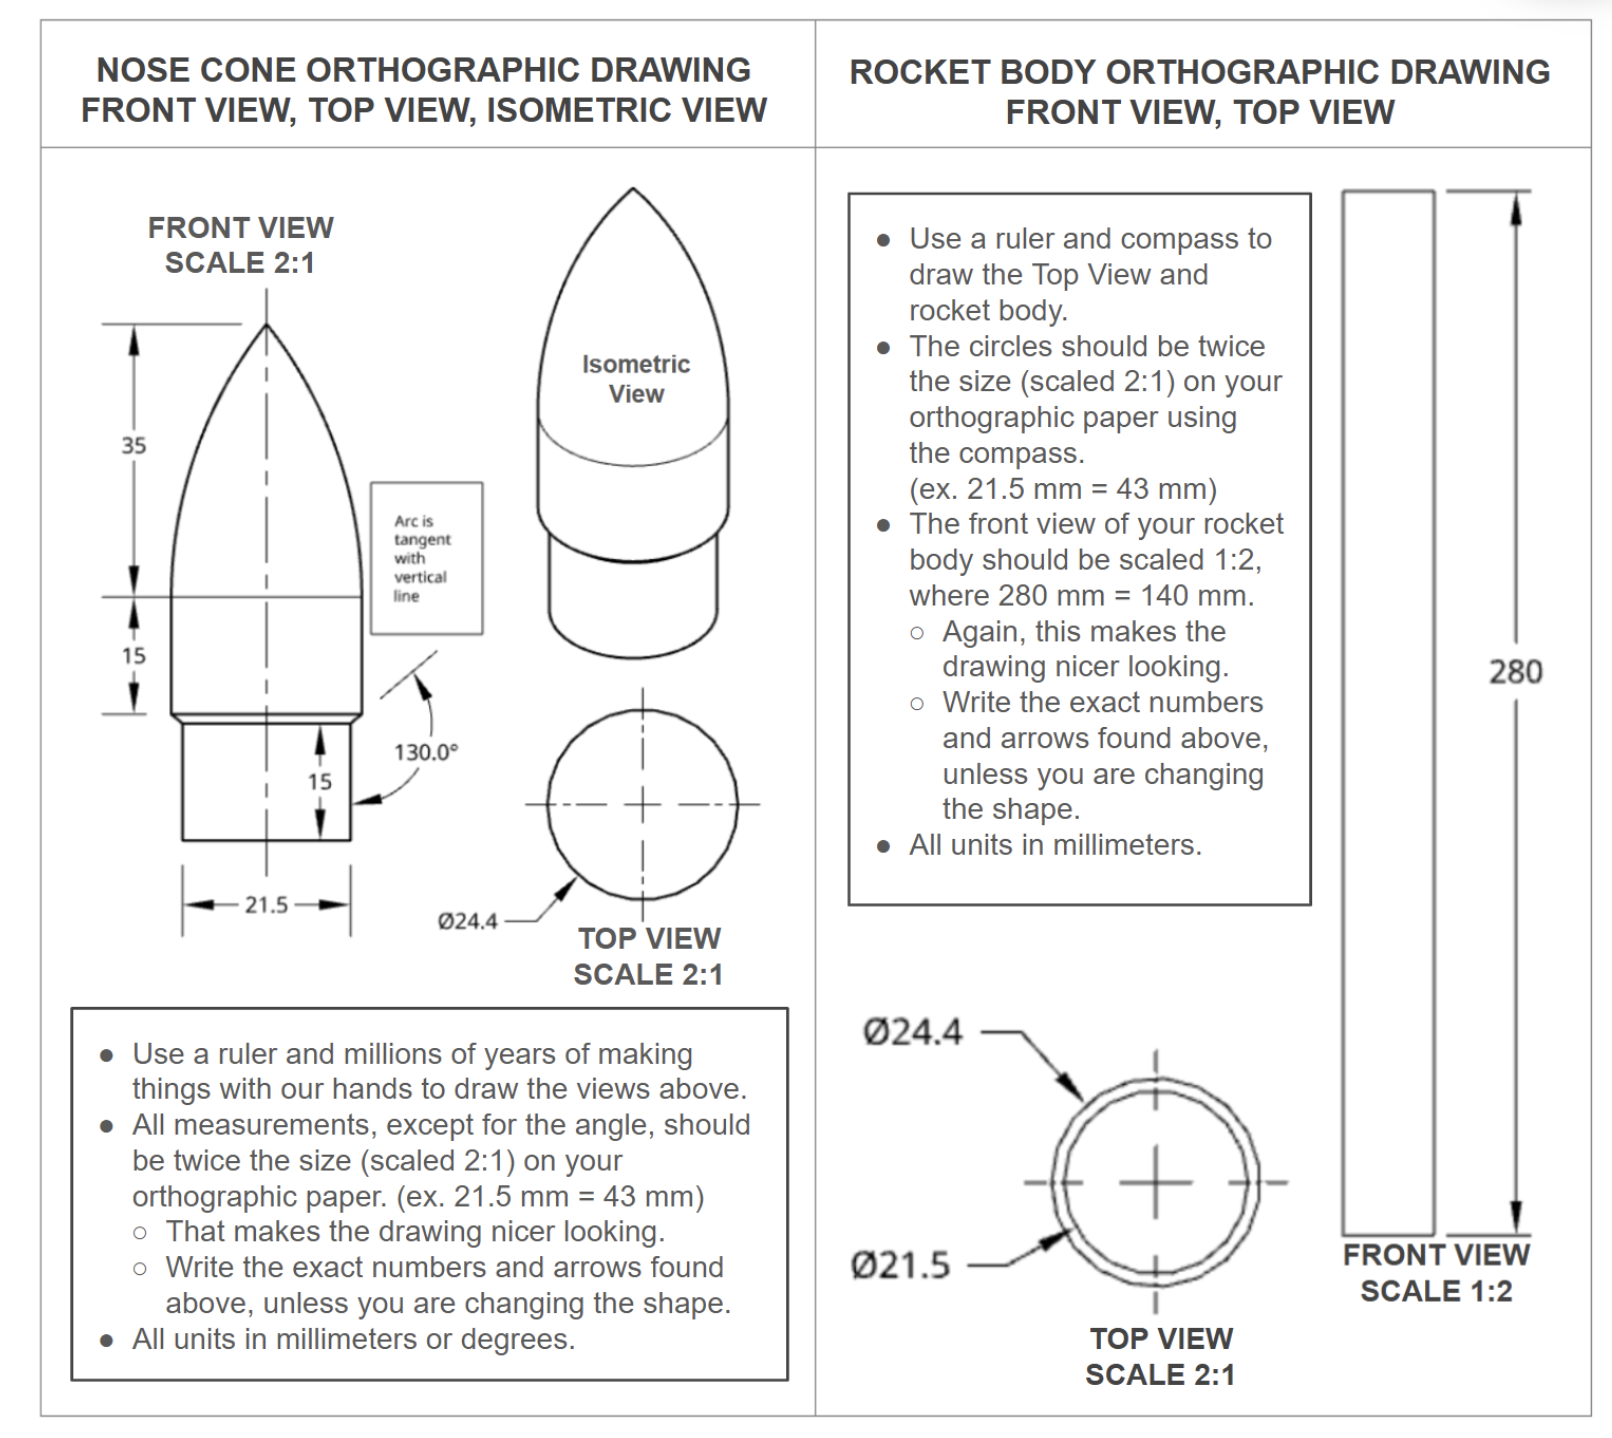 NOSE CONE ORTHOGRAPHIC DRAWING
FRONT VIEW, TOP VIEW, ISOMETRIC VIEW
FRONT VIEW
SCALE 2:1
Isometric
View
35
Arc is
tangent
with
vertical
line
15
130.0°
15
21.5
Ø24.4
TOP VIEW
SCALE 2:1
● Use a ruler and millions of years of making
things with our hands to draw the views above.
● All measurements, except for the angle, should
be twice the size (scaled 2:1) on your
orthographic paper. (ex. 21.5 mm = 43 mm)
○ That makes the drawing nicer looking.
○ Write the exact numbers and arrows found
above, unless you are changing the shape.
● All units in millimeters or degrees.
ROCKET BODY ORTHOGRAPHIC DRAWING
FRONT VIEW, TOP VIEW
● Use a ruler and compass to
draw the Top View and
rocket body.
● The circles should be twice
the size (scaled 2:1) on your
orthographic paper using
the compass.
(ex. 21.5 mm = 43 mm)
● The front view of your rocket
body should be scaled 1:2,
where 280 mm = 140 mm.
○ Again, this makes the
drawing nicer looking.
○ Write the exact numbers
and arrows found above,
unless you are changing
the shape.
● All units in millimeters.
280
Ø24.4
Ø21.5
FRONT VIEW
SCALE 1:2
TOP VIEW
SCALE 2:1